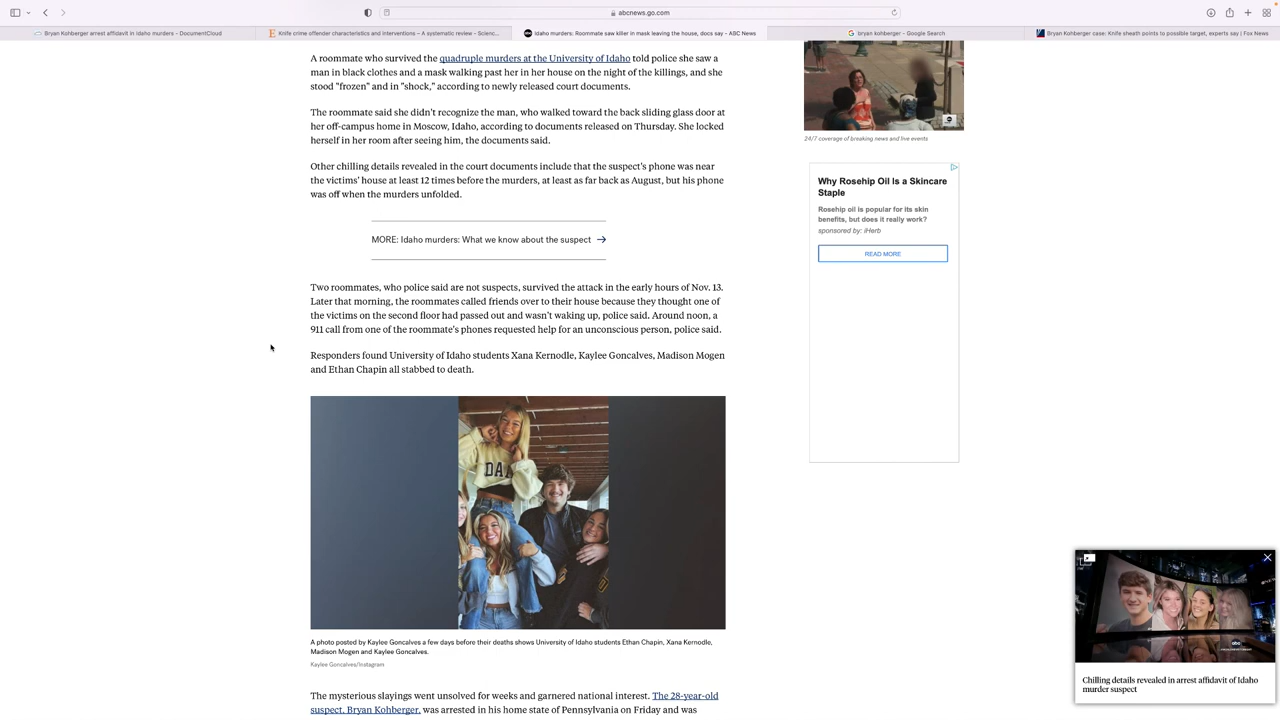 abcnews.go.com
Bryan Kohberger arrest affidavit in Idaho murders - DocumentCloud
Knife crime offender characteristics and interventions – A systematic review - Scienc...
Idaho murders: Roommate saw killer in mask leaving the house, docs say - ABC News
bryan kohberger - Google Search
Bryan Kohberger case: Knife sheath points to possible target, experts say | Fox News
A roommate who survived the quadruple murders at the University of Idaho told police she saw a
man in black clothes and a mask walking past her in her house on the night of the killings, and she
stood "frozen" and in "shock," according to newly released court documents.
The roommate said she didn't recognize the man, who walked toward the back sliding glass door at
her off-campus home in Moscow, Idaho, according to documents released on Thursday. She locked
herself in her room after seeing him, the documents said.
Other chilling details revealed in the court documents include that the suspect's phone was near
the victims' house at least 12 times before the murders, at least as far back as August, but his phone
was off when the murders unfolded.
MORE: Idaho murders: What we know about the suspect
Two roommates, who police said are not suspects, survived the attack in the early hours of Nov. 13.
Later that morning, the roommates called friends over to their house because they thought one of
the victims on the second floor had passed out and wasn't waking up, police said. Around noon, a
911 call from one of the roommate's phones requested help for an unconscious person, police said.
Responders found University of Idaho students Xana Kernodle, Kaylee Goncalves, Madison Mogen
and Ethan Chapin all stabbed to death.
DAD
A photo posted by Kaylee Goncalves a few days before their deaths shows University of Idaho students Ethan Chapin, Xana Kernodle,
Madison Mogen and Kaylee Goncalves.
Kaylee Goncalves/Instagram
The mysterious slayings went unsolved for weeks and garnered national interest. The 28-year-old
suspect, Bryan Kohberger, was arrested in his home state of Pennsylvania on Friday and was
24/7 coverage of breaking news and live events
Why Rosehip Oil Is a Skincare
Staple
Rosehip oil is popular for its skin
benefits, but does it really work?
sponsored by: iHerb
READ MORE
abc
Chilling details revealed in arrest affidavit of Idaho
murder suspect